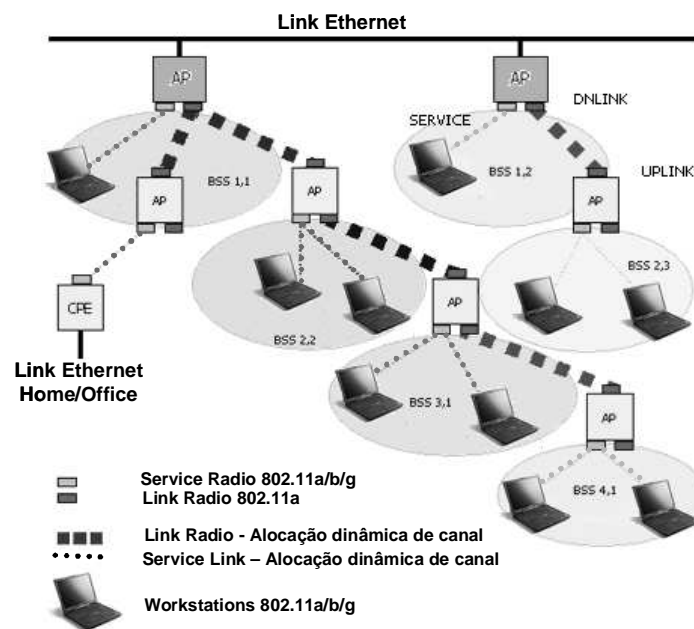 Link Ethernet
AP
AP
DNLINK
SERVICE
BSS 1,1
BSS 1,2
UPLINK
AP
AP
AP
BSS 2,3
CPE
AP
BSS 2,2
Link Ethernet
Home/Office
BSS 3,1
AP
BSS 4,1
Service Radio 802.11a/b/g
Link Radio 802.11a
Link Radio - Alocação dinâmica de canal
Service Link – Alocação dinâmica de canal
Workstations 802.11a/b/g